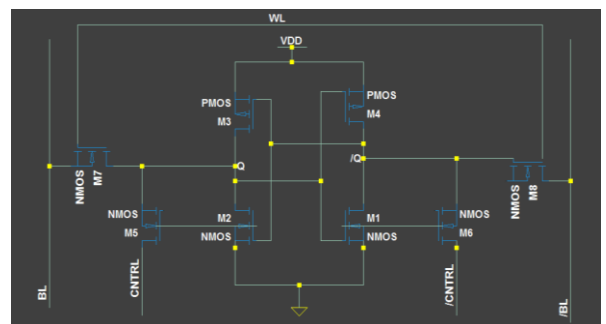 WL
VDD
PMOS
M3
PMOS
M4
NMOS
M7
Q
/Q
NMOS
M8
NMOS
M5
M2
NMOS
M1
NMOS
NMOS
M6
BL
CNTRL
/CNTRL
/BL